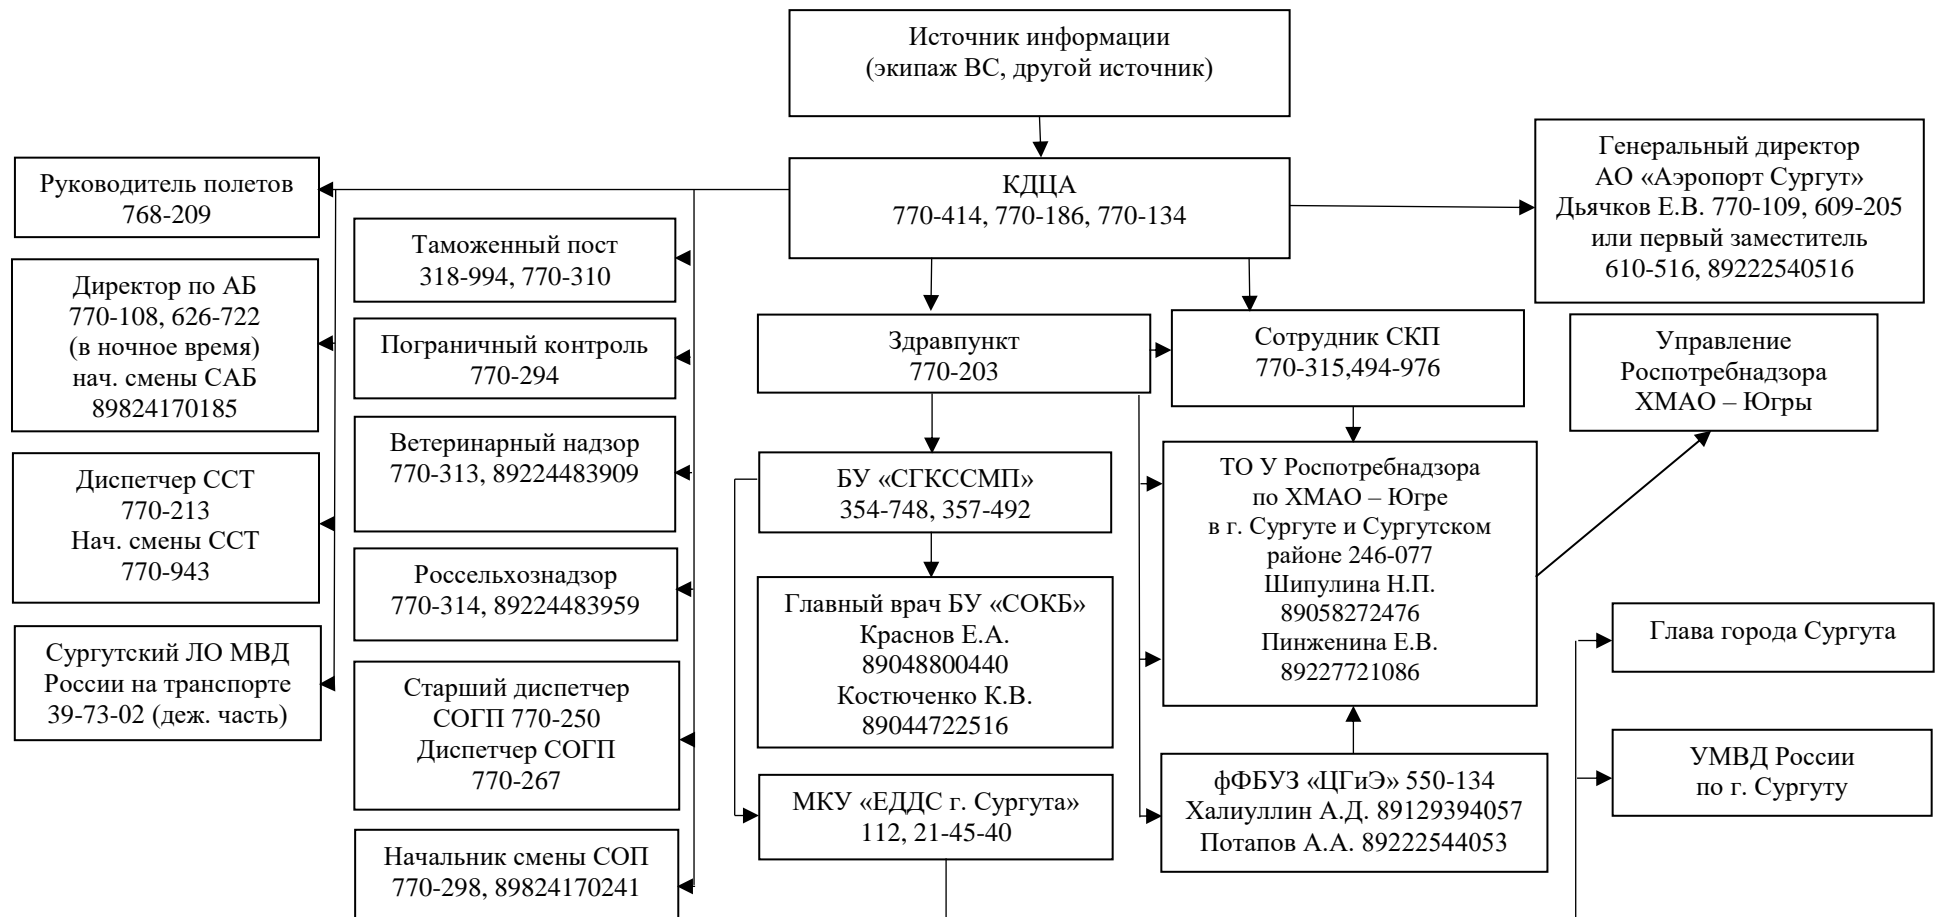 Источник информации
(экипаж ВС, другой источник)
КДЦА
770-414, 770-186, 770-134
Генеральный директор
АО «Аэропорт Сургут»
Дьячков Е.В. 770-109, 609-205
или первый заместитель
610-516, 89222540516
Руководитель полетов
768-209
Директор по АБ
770-108, 626-722
(в ночное время)
нач. смены САБ
89824170185
Диспетчер ССТ
770-213
Нач. смены ССТ
770-943
Сургутский ЛО МВД
России на транспорте
39-73-02 (деж. часть)
Таможенный пост
318-994, 770-310
Пограничный контроль
770-294
Ветеринарный надзор
770-313, 89224483909
Россельхознадзор
770-314, 89224483959
Старший диспетчер
СОГП 770-250
Диспетчер СОГП
770-267
Начальник смены СОП
770-298, 89824170241
Здравпункт
770-203
Сотрудник СКП
770-315,494-976
Управление
Роспотребнадзора
ХМАО – Югры
БУ «СГКССМП»
354-748, 357-492
ТО У Роспотребнадзора
по ХМАО – Югре
в г. Сургуте и Сургутском
районе 246-077
Шипулина Н.П.
89058272476
Пинженина Е.В.
89227721086
Главный врач БУ «СОКБ»
Краснов Е.А.
89048800440
Костюченко К.В.
89044722516
МКУ «ЕДДС г. Сургута»
112, 21-45-40
фФБУЗ «ЦГиЭ» 550-134
Халиуллин А.Д. 89129394057
Потапов А.А. 89222544053
Глава города Сургута
УМВД России
по г. Сургуту